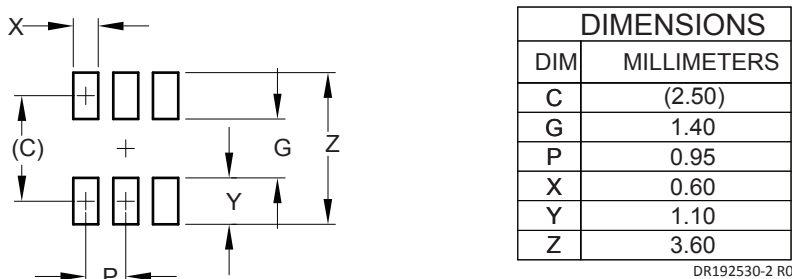 X
(C)
G
Z
Y
P
DIMENSIONS
DIM MILLIMETERS
C (2.50)
G 1.40
P 0.95
X 0.60
Y 1.10
Z 3.60
DR192530-2 R0